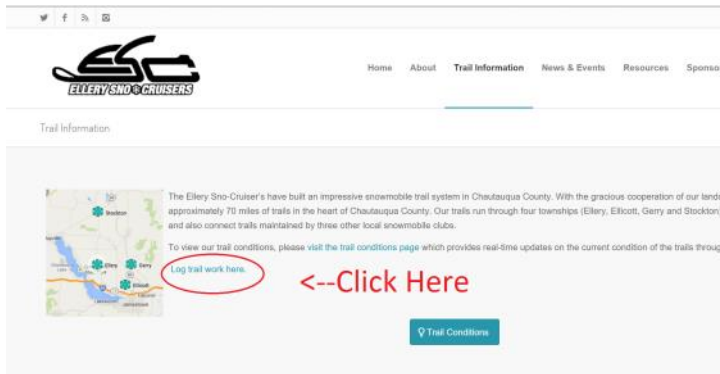 ESC
ELLERY SNO CRUISERS
Home About Trail Information News & Events Resources Sponso
Trail Information
The Ellery Sno-Cruiser's have built an impressive snowmobile trail system in Chautauqua County. With the gracious cooperation of our lando
approximately 70 miles of trails in the heart of Chautauqua County. Our trails run through four townships (Ellery, Ellicott, Gerry and Stockton
and also connect trails maintained by three other local snowmobile clubs.
To view our trail conditions, please visit the trail conditions page which provides real-time updates on the current condition of the trails throug
Log trail work here.
<--Click Here
Stockton
Ellery
Gerry
Ellicott
Trail Conditions